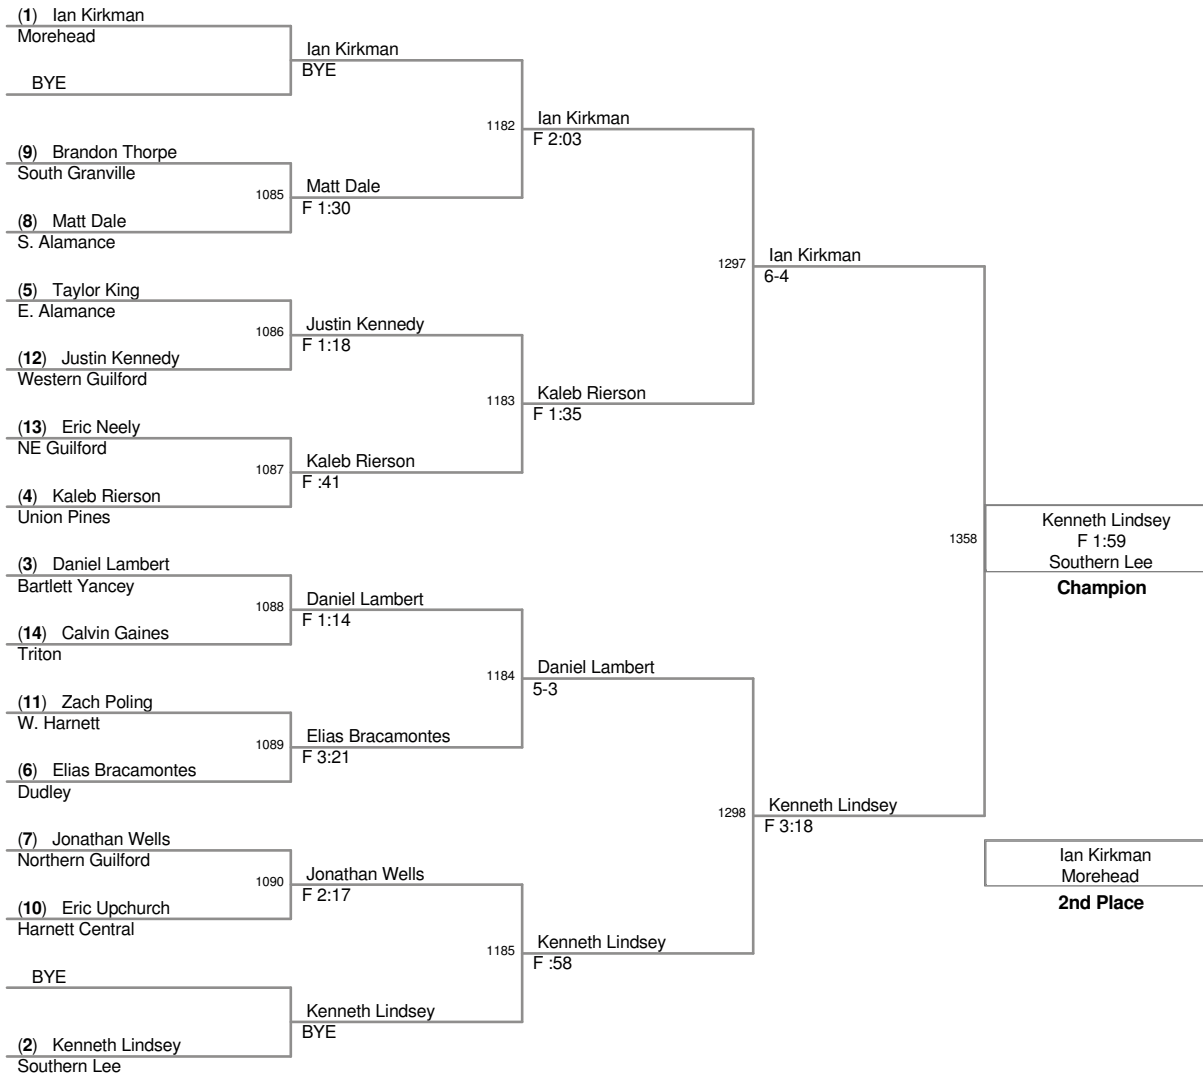 (1) Ian Kirkman
Morehead
BYE
(9) Brandon Thorpe
South Granville
(8) Matt Dale
S. Alamance
(5) Taylor King
E. Alamance
(12) Justin Kennedy
Western Guilford
(13) Eric Neely
NE Guilford
(4) Kaleb Rierson
Union Pines
(3) Daniel Lambert
Bartlett Yancey
(14) Calvin Gaines
Triton
(11) Zach Poling
W. Harnett
(6) Elias Bracamontes
Dudley
(7) Jonathan Wells
Northern Guilford
(10) Eric Upchurch
Harnett Central
BYE
(2) Kenneth Lindsey
Southern Lee
Ian Kirkman
BYE
1085
Matt Dale
F 1:30
1086
Justin Kennedy
F 1:18
1087
Kaleb Rierson
F :41
1088
Daniel Lambert
F 1:14
1089
Elias Bracamontes
F 3:21
1090
Jonathan Wells
F 2:17
Kenneth Lindsey
BYE
1182
Ian Kirkman
F 2:03
1183
Kaleb Rierson
F 1:35
1184
Daniel Lambert
5-3
1185
Kenneth Lindsey
F :58
1297
Ian Kirkman
6-4
1298
Kenneth Lindsey
F 3:18
1358
Kenneth Lindsey
F 1:59
Southern Lee
Champion
Ian Kirkman
Morehead
2nd Place